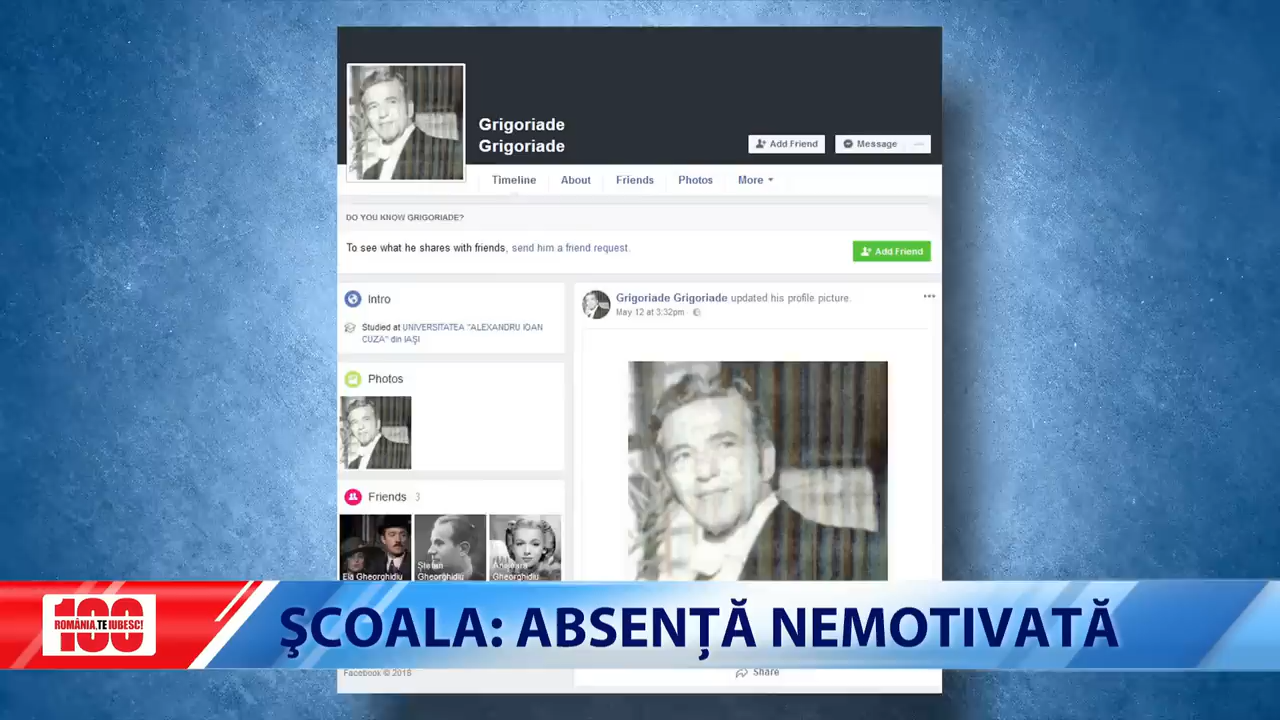 Grigoriade
Grigoriade
Add Friend
Message
Timeline
About
Friends
Photos
More
DO YOU KNOW GRIGORIADE?
To see what he shares with friends, send him a friend request.
Add Friend
Intro
Studied at UNIVERSITATEA "ALEXANDRU IOAN
CUZA" din IAŞI
Photos
Friends 3
Ela Gheorghidiu
Ștefan
Gheorghidiu
Anișoara
Gheorghidiu
Grigoriade Grigoriade updated his profile picture.
May 12 at 3:32pm
100
ROMÂNIA, TE IUBESC!
ŞCOALA: ABSENȚĂ NEMOTIVATĂ
Facebook © 2018
Share